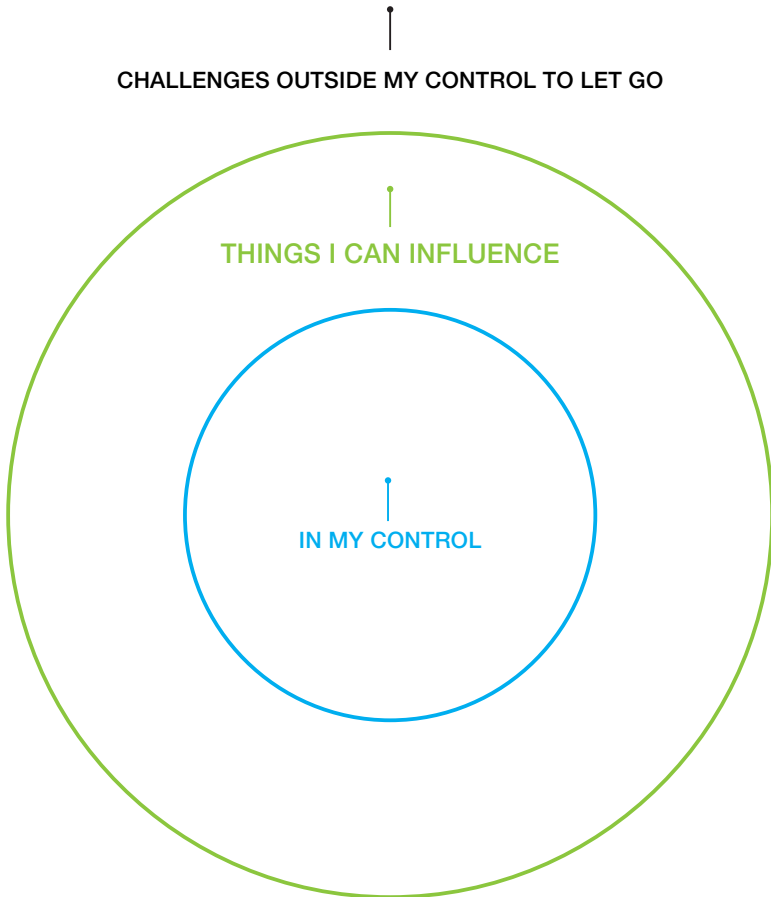 CHALLENGES OUTSIDE MY CONTROL TO LET GO
THINGS I CAN INFLUENCE
IN MY CONTROL